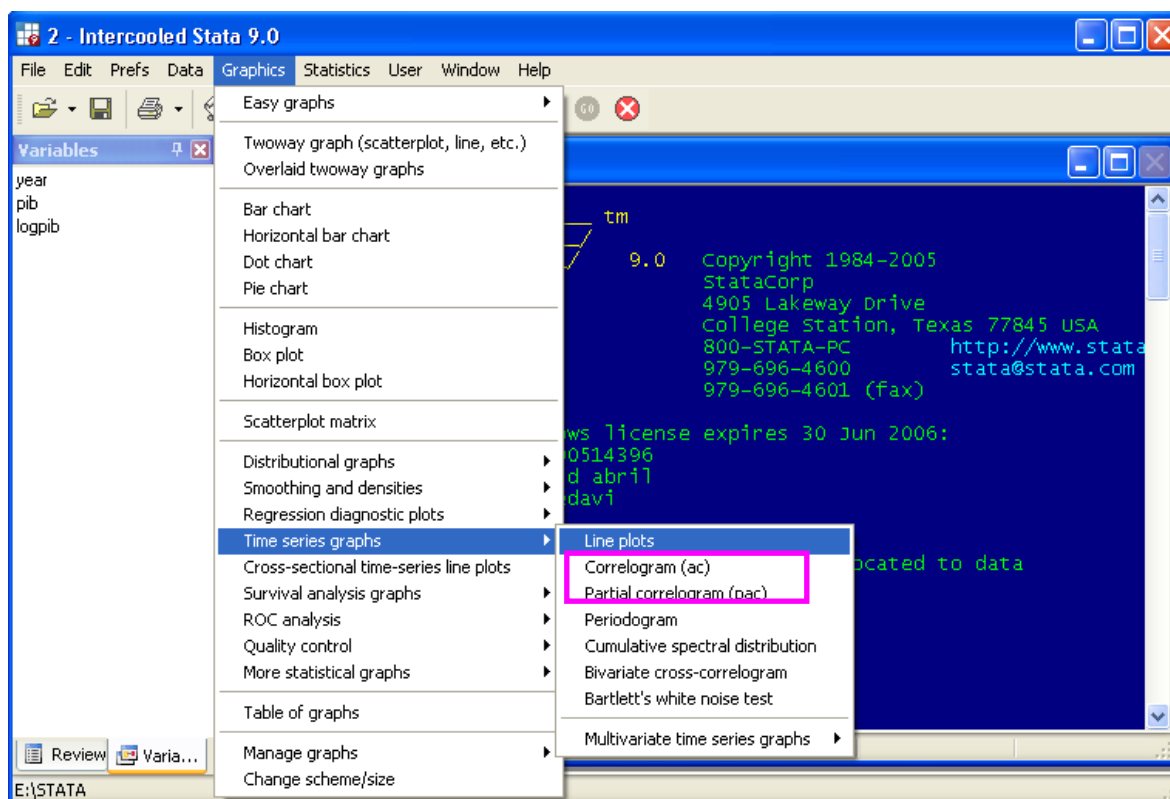 2 - Intercooled Stata 9.0
File Edit Prefs Data Graphics Statistics User Window Help
GO
Variables
year
pib
logpib
Easy graphs
Twoway graph (scatterplot, line, etc.)
Overlaid twoway graphs
Bar chart
Horizontal bar chart
Dot chart
Pie chart
Histogram
Box plot
Horizontal box plot
Scatterplot matrix
Distributional graphs
Smoothing and densities
Regression diagnostic plots
Time series graphs
Cross-sectional time-series line plots
Survival analysis graphs
ROC analysis
Quality control
More statistical graphs
Table of graphs
Manage graphs
Change scheme/size
Line plots
Correlogram (ac)
Partial correlogram (pac)
Periodogram
Cumulative spectral distribution
Bivariate cross-correlogram
Bartlett's white noise test
Multivariate time series graphs
tm
9.0 Copyright 1984-2005
StataCorp
4905 Lakeway Drive
College Station, Texas 77845 USA
800-STATA-PC http://www.stata
979-696-4600 stata@stata.com
979-696-4601 (fax)
ws license expires 30 Jun 2006:
0514396
d abril
edavi
ocated to data
Review Varia...
E:\STATA